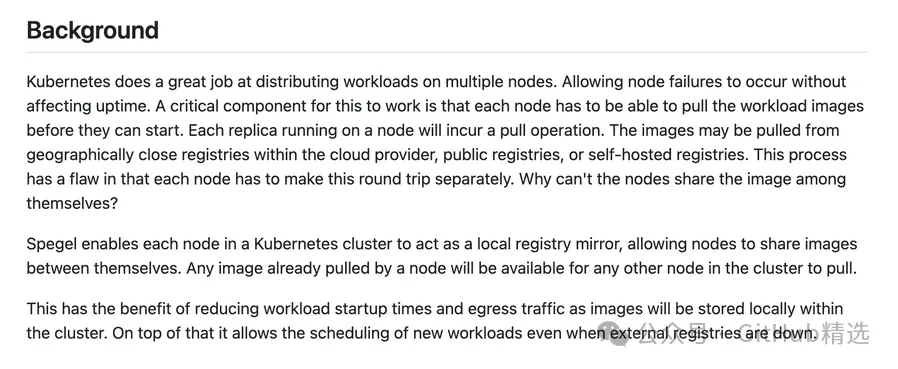 Background
Kubernetes does a great job at distributing workloads on multiple nodes. Allowing node failures to occur without
affecting uptime. A critical component for this to work is that each node has to be able to pull the workload images
before they can start. Each replica running on a node will incur a pull operation. The images may be pulled from
geographically close registries within the cloud provider, public registries, or self-hosted registries. This process
has a flaw in that each node has to make this round trip separately. Why can't the nodes share the image among
themselves?
Spegel enables each node in a Kubernetes cluster to act as a local registry mirror, allowing nodes to share images
between themselves. Any image already pulled by a node will be available for any other node in the cluster to pull.
This has the benefit of reducing workload startup times and egress traffic as images will be stored locally within
the cluster. On top of that it allows the scheduling of new workloads even when external registries are down.
公众号 · GitHub精选